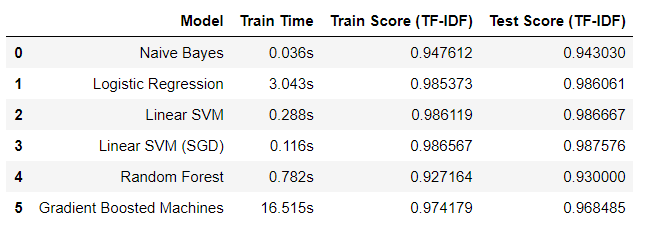 Model Train Time Train Score (TF-IDF) Test Score (TF-IDF)
0 Naive Bayes 0.036s 0.947612 0.943030
1 Logistic Regression 3.043s 0.985373 0.986061
2 Linear SVM 0.288s 0.986119 0.986667
3 Linear SVM (SGD) 0.116s 0.986567 0.987576
4 Random Forest 0.782s 0.927164 0.930000
5 Gradient Boosted Machines 16.515s 0.974179 0.968485